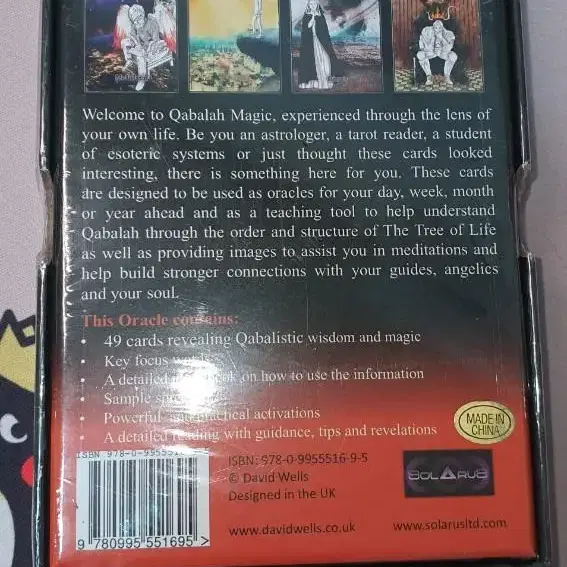 Welcome to Qabalah Magic, experienced through the lens of
your own life. Be you an astrologer, a tarot reader, a student
of esoteric systems or just thought these cards looked
interesting, there is something here for you. These cards
are designed to be used as oracles for your day, week, month
or year ahead and as a teaching tool to help understand
Qabalah through the order and structure of The Tree of Life
as well as providing images to assist you in meditations and
help build stronger connections with your guides, angelics
and your soul.
This Oracle contains:
• 49 cards revealing Qabalistic wisdom and magic
• Key focus words
• A detailed on how to use the information
• Sample
• Powerful and practical activations
• A detailed reading with guidance, tips and revelations
MADE IN
CHINA
ISBN 978-0-9955516
ISBN: 978-0-9955516-9-5
© David Wells
Designed in the UK
SOLARUS
9 780995 551695 >
www.davidwells.co.uk
www.solarusltd.com